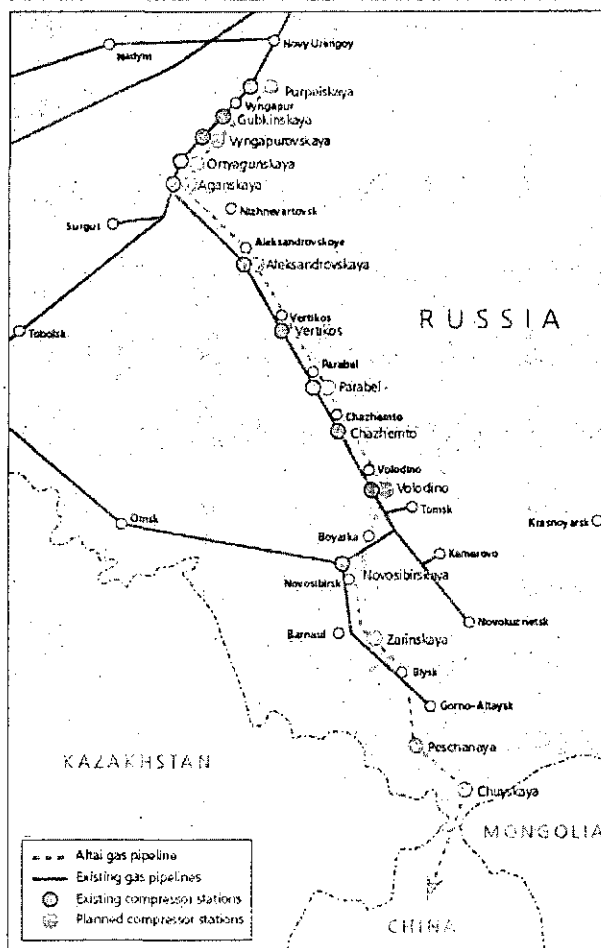 Novy Urengoy
Nadym
Purpeiskaya
Vyngapur
Gubkinskaya
Vyngapurovskaya
Ortyagunskaya
Aganskaya
Nizhnevartovsk
Surgut
Aleksandrovskoye
Aleksandrovskaya
Vertikos
Vertikos
RUSSIA
Tobolsk
Parabel
Parabel
Chazhemto
Chazhemto
Volodino
Volodino
Tomsk
Omsk
Krasnoyarsk
Boyarka
Kemerovo
Novosibirskaya
Novosibirsk
Novokuznetsk
Barnaul
Zarinskaya
Biysk
Gorno-Altaysk
Peschanaya
KAZAKHSTAN
Chuyskaya
MONGOLIA
Altai gas pipeline
Existing gas pipelines
Existing compressor stations
Planned compressor stations
CHINA